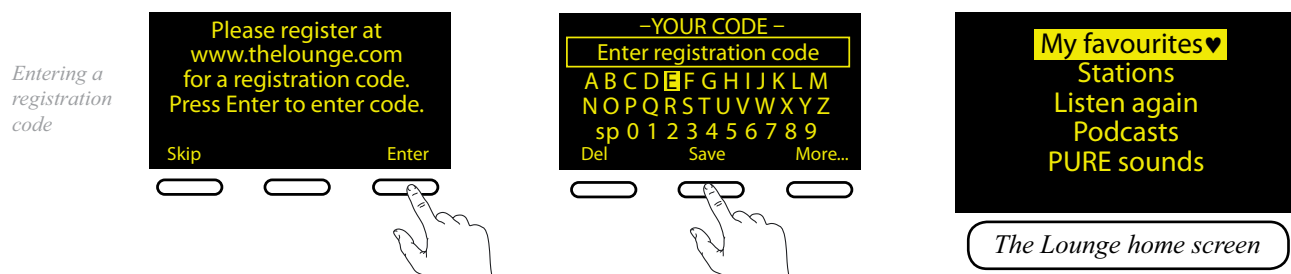 Entering a
registration
code
Please register at
www.thelounge.com
for a registration code.
Press Enter to enter code.
Skip Enter
–YOUR CODE –
Enter registration code
A B C D E F G H I J K L M
N O P Q R S T U V W X Y Z
sp 0 1 2 3 4 5 6 7 8 9
Del Save More...
My favourites♥
Stations
Listen again
Podcasts
PURE sounds
The Lounge home screen